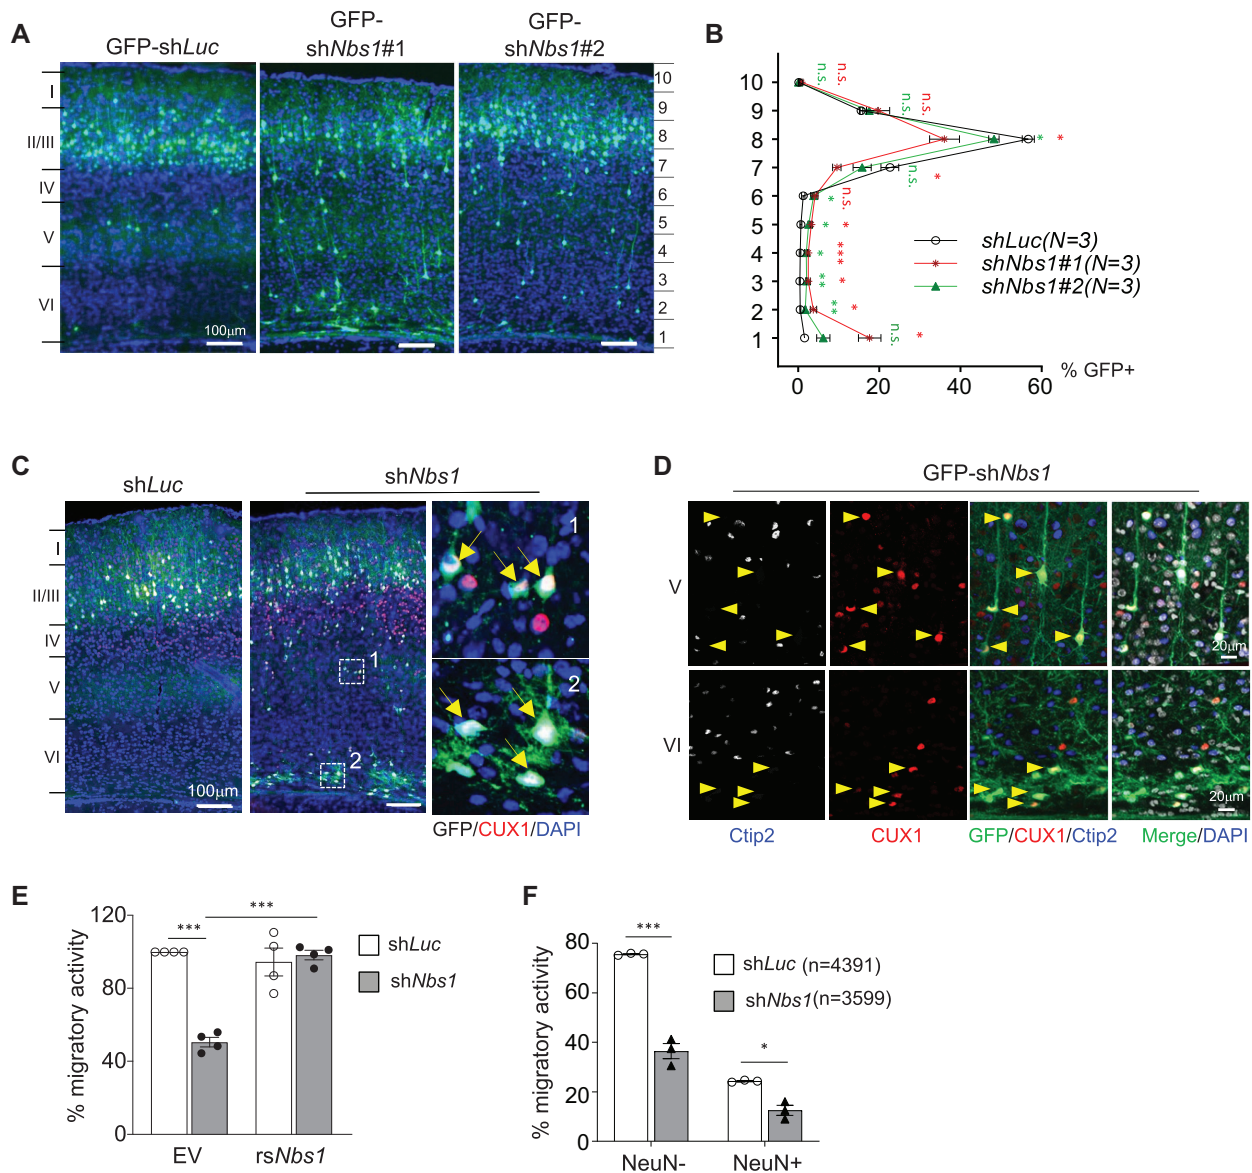 A
GFP-shLuc
GFP-
shNbs1#1
GFP-
shNbs1#2
I
II/III
IV
V
VI
100µm
10
9
8
7
6
5
4
3
2
1
B
10
9
8
7
6
5
4
3
2
1
n.s.
n.s.
n.s.
n.s.
* *
n.s.
*
*
n.s.
* *
* ***
** *
** *
n.s.
*
shLuc(N=3)
shNbs1#1(N=3)
shNbs1#2(N=3)
0 20 40 60
% GFP+
C
shLuc
shNbs1
I
II/III
IV
V
VI
100µm
1
2
1
2
GFP/CUX1/DAPI
D
GFP-shNbs1
V
VI
20µm
20µm
Ctip2
CUX1
GFP/CUX1/Ctip2
Merge/DAPI
E
% migratory activity
120
80
40
0
***
***
EV
rsNbs1
shLuc
shNbs1
F
% migratory activity
80
60
40
20
0
***
*
NeuN-
NeuN+
shLuc (n=4391)
shNbs1(n=3599)